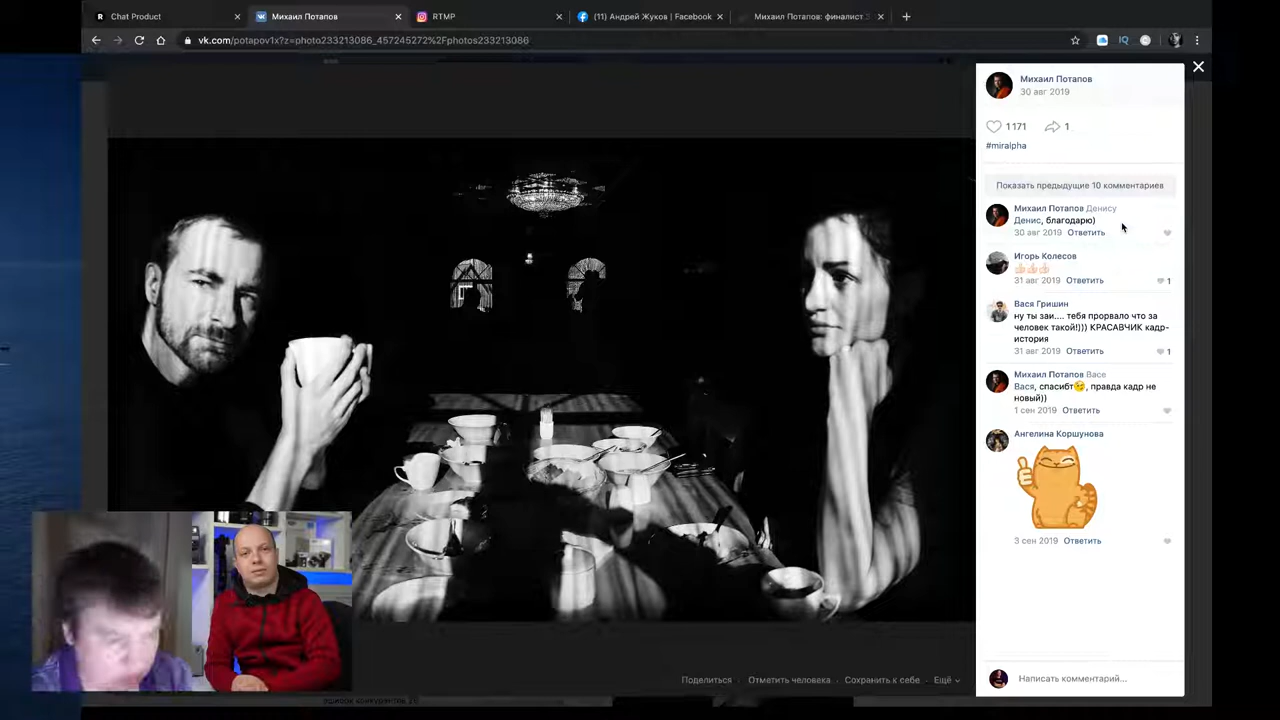 Chat Product
Михаил Потапов
RTMP
(11) Андрей Жуков | Facebook
Михаил Потапов: финалист
vk.com/potapov1x?z=photo233213086_457245272%2Fphotos233213086
IQ
Михаил Потапов
30 авг 2019
1 171
1
#miralpha
Показать предыдущие 10 комментариев
Михаил Потапов Денису
Денис, благодарю)
30 авг 2019 Ответить
Игорь Колесов
31 авг 2019 Ответить
1
Вася Гришин
ну ты заи.... тебя прорвало что за
человек такой!))) КРАСАВЧИК кадр-
история
31 авг 2019 Ответить
1
Михаил Потапов Васе
Вася, спасибт, правда кадр не
новый))
1 сен 2019 Ответить
Ангелина Коршунова
3 сен 2019 Ответить
Написать комментарий...
Поделиться
Отметить человека
Сохранить к себе
Ещё